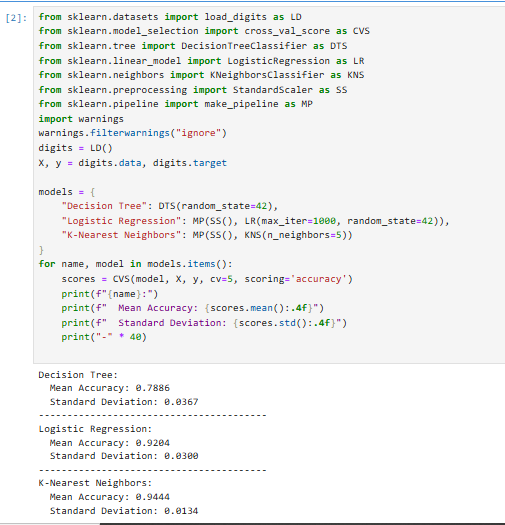 [2]: from sklearn.datasets import load_digits as LD
from sklearn.model_selection import cross_val_score as CVS
from sklearn.tree import DecisionTreeClassifier as DTS
from sklearn.linear_model import LogisticRegression as LR
from sklearn.neighbors import KNeighborsClassifier as KNS
from sklearn.preprocessing import StandardScaler as SS
from sklearn.pipeline import make_pipeline as MP
import warnings
warnings.filterwarnings("ignore")
digits = LD()
X, y = digits.data, digits.target

models = {
    "Decision Tree": DTS(random_state=42),
    "Logistic Regression": MP(SS(), LR(max_iter=1000, random_state=42)),
    "K-Nearest Neighbors": MP(SS(), KNS(n_neighbors=5))
}
for name, model in models.items():
    scores = CVS(model, X, y, cv=5, scoring='accuracy')
    print(f"{name}:")
    print(f"  Mean Accuracy: {scores.mean():.4f}")
    print(f"  Standard Deviation: {scores.std():.4f}")
    print("-" * 40)

Decision Tree:
  Mean Accuracy: 0.7886
  Standard Deviation: 0.0367
----------------------------------------
Logistic Regression:
  Mean Accuracy: 0.9204
  Standard Deviation: 0.0300
----------------------------------------
K-Nearest Neighbors:
  Mean Accuracy: 0.9444
  Standard Deviation: 0.0134